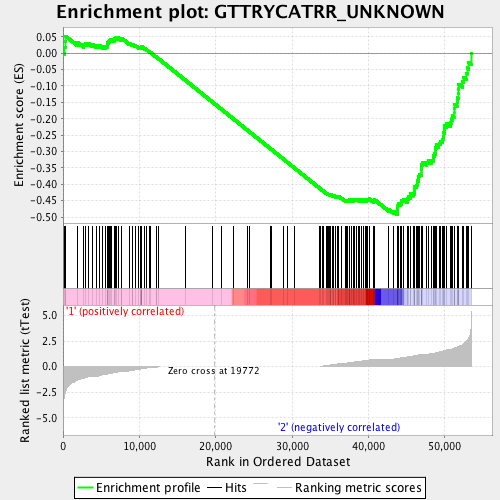 Enrichment plot: GTTRYCATRR_UNKNOWN
Enrichment score (ES)
0.05
0.00
-0.05
-0.10
-0.15
-0.20
-0.25
-0.30
-0.35
-0.40
-0.45
-0.50
'1' (positively correlated)
Ranked list metric (tTest)
5.0
2.5
0.0
-2.5
-5.0
Zero cross at 19772
'2' (negatively correlated)
0 10,000 20,000 30,000 40,000 50,000
Rank in Ordered Dataset
Enrichment profile Hits Ranking metric scores